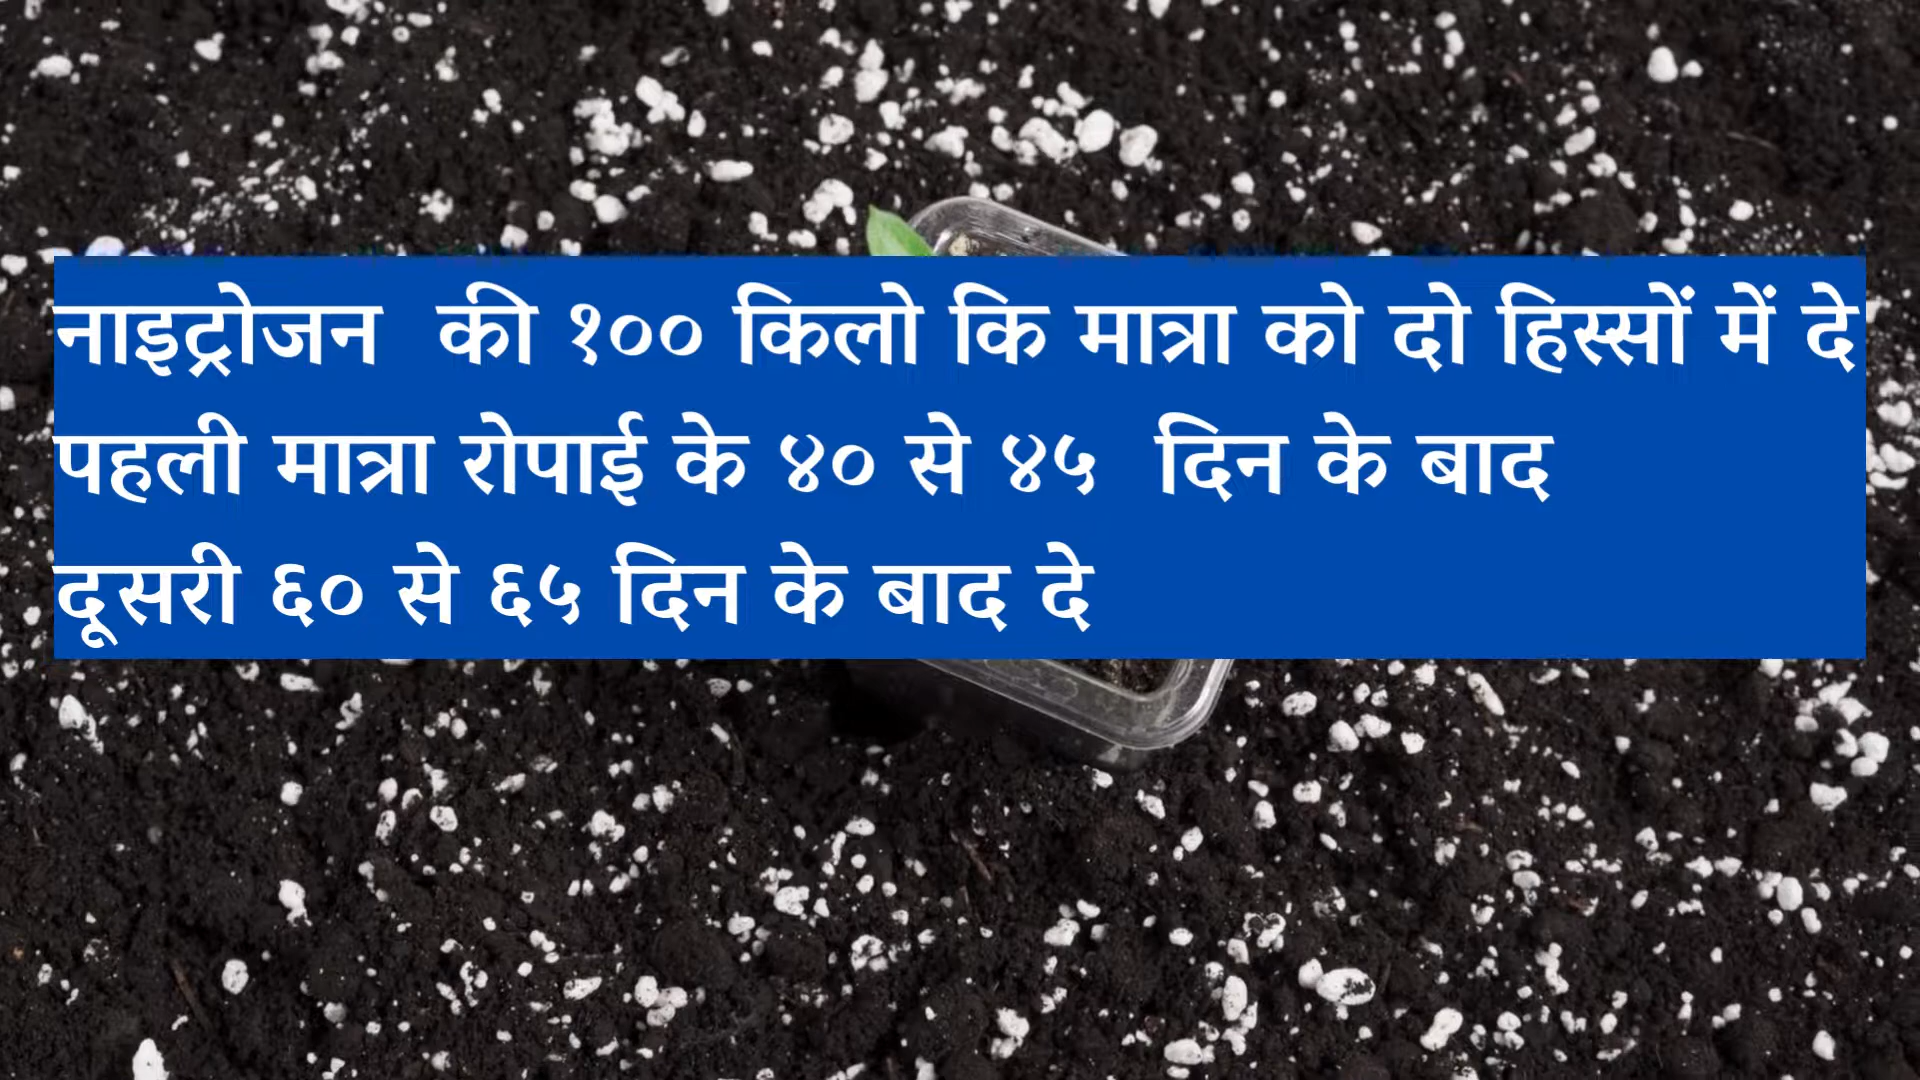 नाइट्रोजन की १०० किलो कि मात्रा को दो हिस्सों में दे
पहली मात्रा रोपाई के ४० से ४५ दिन के बाद
दूसरी ६० से ६५ दिन के बाद दे